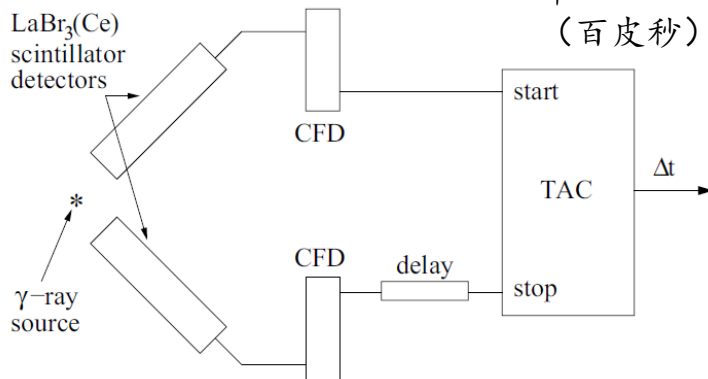 LaBr₃(Ce)
scintillator
detectors
（百皮秒）
CFD
start
TAC
Δt
*
CFD
delay
stop
γ−ray
source